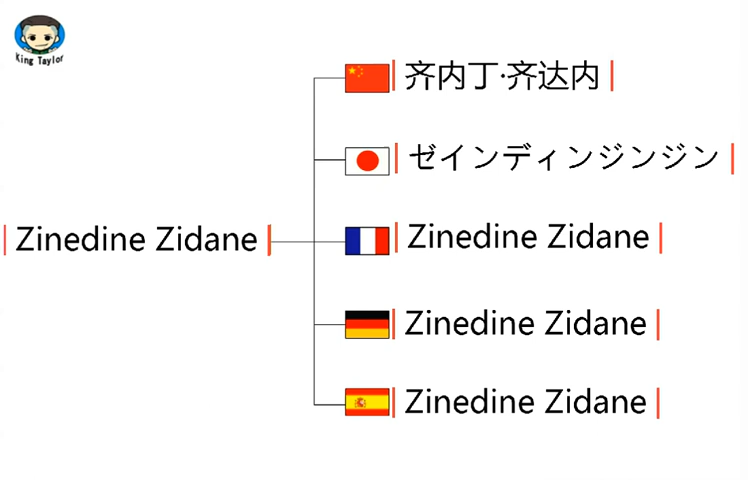 King Taylor
齐内丁·齐达内
ゼインディンジンジン
Zinedine Zidane
Zinedine Zidane
Zinedine Zidane
Zinedine Zidane